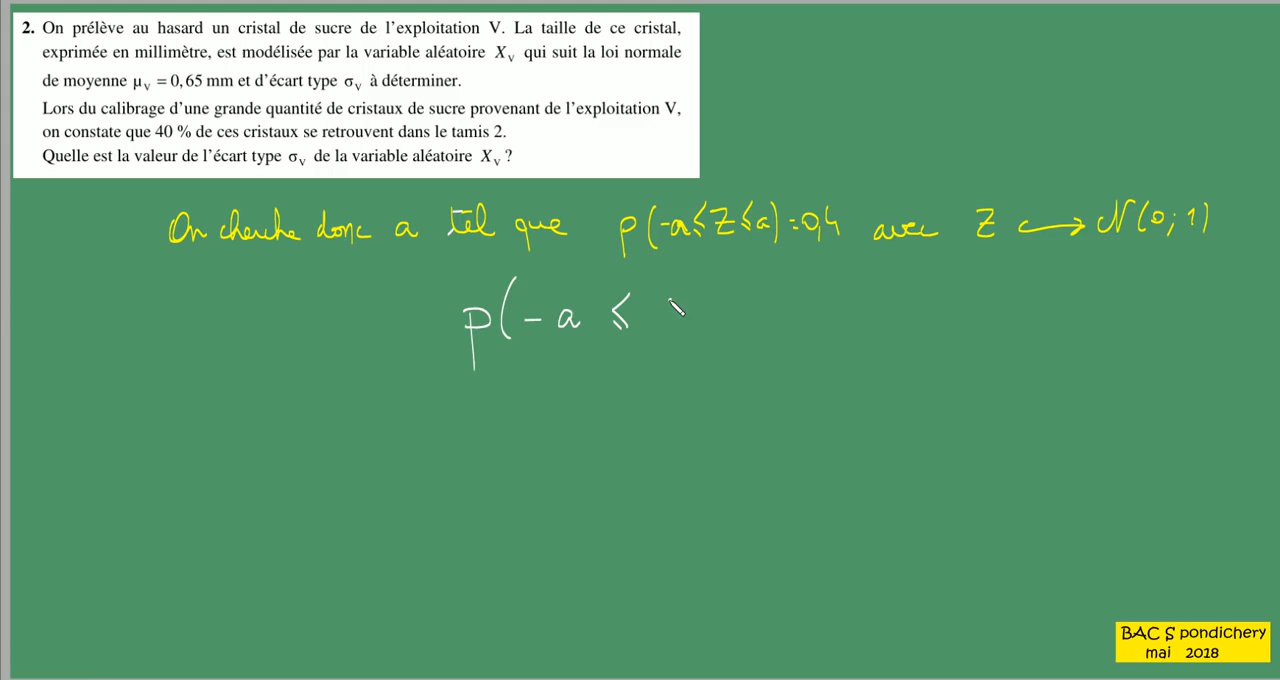 2. On prélève au hasard un cristal de sucre de l'exploitation V. La taille de ce cristal,
exprimée en millimètre, est modélisée par la variable aléatoire X_v qui suit la loi normale
de moyenne μ_v = 0,65 mm et d'écart type σ_v à déterminer.
Lors du calibrage d'une grande quantité de cristaux de sucre provenant de l'exploitation V,
on constate que 40 % de ces cristaux se retrouvent dans le tamis 2.
Quelle est la valeur de l'écart type σ_v de la variable aléatoire X_v ?
On cherche donc a tel que p(-a≤Z≤a)=0,4 avec Z ↪ N(0;1)
p(-a ≤
BAC S pondichery
mai 2018